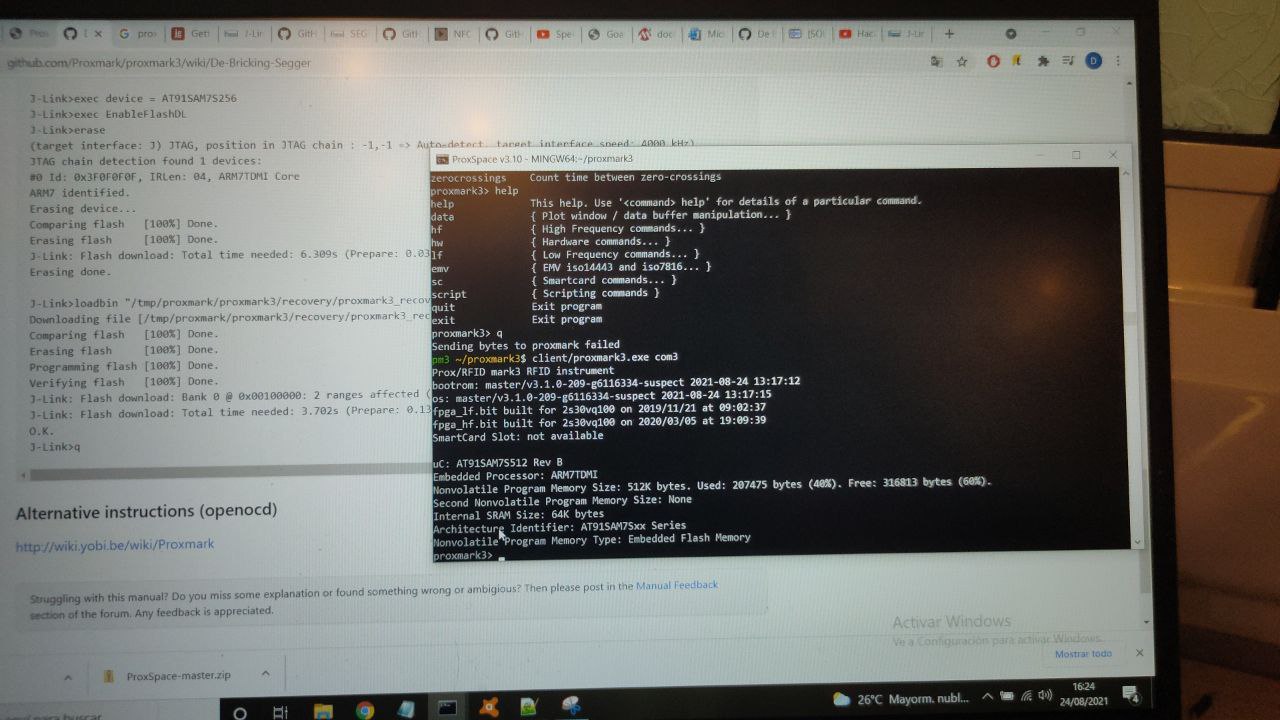 pro
Geti
GitH
SEG
GitH
NFC
GitH
Spe
Goa
doc
Mic
De
[SO
Hac
github.com/Proxmark/proxmark3/wiki/De-Bricking-Segger
D
J-Link>exec device = AT91SAM7S256
J-Link>exec EnableFlashDL
J-Link>erase
(target interface: J) JTAG, position in JTAG chain : -1,-1 => Auto-detect, target interface speed: 4000 kHz)
JTAG chain detection found 1 devices:
#0 Id: 0x3F0F0F0F, IRLen: 04, ARM7TDMI Core
ARM7 identified.
Erasing device...
Comparing flash [100%] Done.
Erasing flash [100%] Done.
J-Link: Flash download: Total time needed: 6.309s (Prepare: 0.03
Erasing done.
J-Link>loadbin "/tmp/proxmark/proxmark3/recovery/proxmark3_recov
Downloading file [/tmp/proxmark/proxmark3/recovery/proxmark3_rec
Comparing flash [100%] Done.
Erasing flash [100%] Done.
Programming flash [100%] Done.
Verifying flash [100%] Done.
J-Link: Flash download: Bank 0 @ 0x00100000: 2 ranges affected (
J-Link: Flash download: Total time needed: 3.702s (Prepare: 0.13
O.K.
J-Link>q
Alternative instructions (openocd)
http://wiki.yobi.be/wiki/Proxmark
Struggling with this manual? Do you miss some explanation or found something wrong or ambigious? Then please post in the Manual Feedback
section of the forum. Any feedback is appreciated.
ProxSpace v3.10 - MINGW64:~/proxmark3
zerocrossings Count time between zero-crossings
proxmark3> help
help This help. Use '<command> help' for details of a particular command.
data { Plot window / data buffer manipulation... }
hf { High Frequency commands... }
hw { Hardware commands... }
lf { Low Frequency commands... }
emv { EMV iso14443 and iso7816... }
sc { Smartcard commands... }
script { Scripting commands }
quit Exit program
exit Exit program
proxmark3> q
Sending bytes to proxmark failed
pm3 ~/proxmark3$ client/proxmark3.exe com3
Prox/RFID mark3 RFID instrument
bootrom: master/v3.1.0-209-g6116334-suspect 2021-08-24 13:17:12
os: master/v3.1.0-209-g6116334-suspect 2021-08-24 13:17:15
fpga_lf.bit built for 2s30vq100 on 2019/11/21 at 09:02:37
fpga_hf.bit built for 2s30vq100 on 2020/03/05 at 19:09:39
SmartCard Slot: not available
uC: AT91SAM7S512 Rev B
Embedded Processor: ARM7TDMI
Nonvolatile Program Memory Size: 512K bytes. Used: 207475 bytes (40%). Free: 316813 bytes (60%).
Second Nonvolatile Program Memory Size: None
Internal SRAM Size: 64K bytes
Architecture Identifier: AT91SAM7Sxx Series
Nonvolatile Program Memory Type: Embedded Flash Memory
proxmark3>
Activar Windows
Ve a Configuración para activar Windows.
Mostrar todo
ProxSpace-master.zip
para buscar
26°C Mayorm. nubl...
16:24
24/08/2021
4